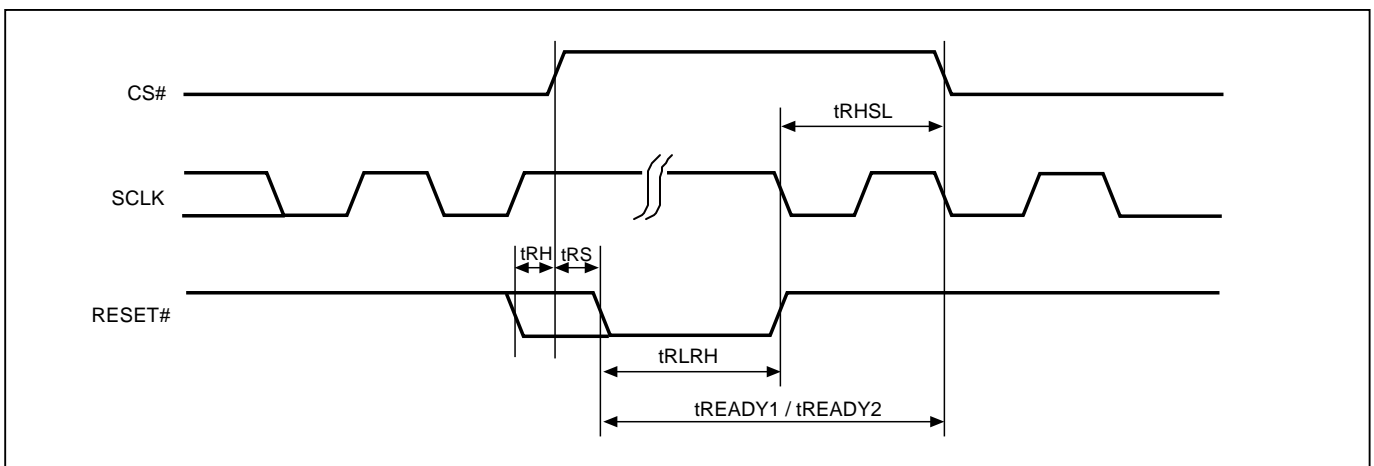 CS#
tRHSL
SCLK
tRH tRS
RESET#
tRLRH
tREADY1 / tREADY2